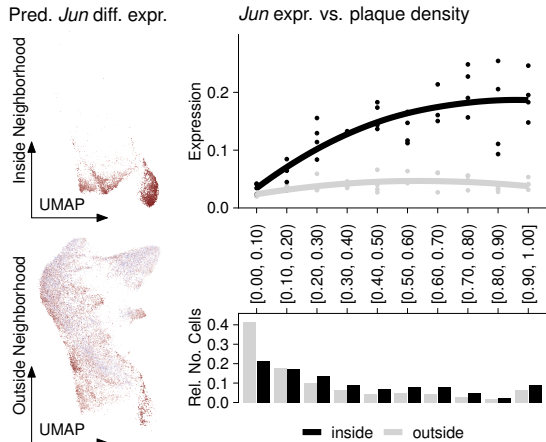 Pred. Jun diff. expr.
Inside Neighborhood
UMAP
Outside Neighborhood
UMAP
Jun expr. vs. plaque density
Expression
0.2
0.1
0.0
[0.00, 0.10)
[0.10, 0.20)
[0.20, 0.30)
[0.30, 0.40)
[0.40, 0.50)
[0.50, 0.60)
[0.60, 0.70)
[0.70, 0.80)
[0.80, 0.90)
[0.90, 1.00]
Rel. No. Cells
0.4
0.3
0.2
0.1
0.0
inside
outside